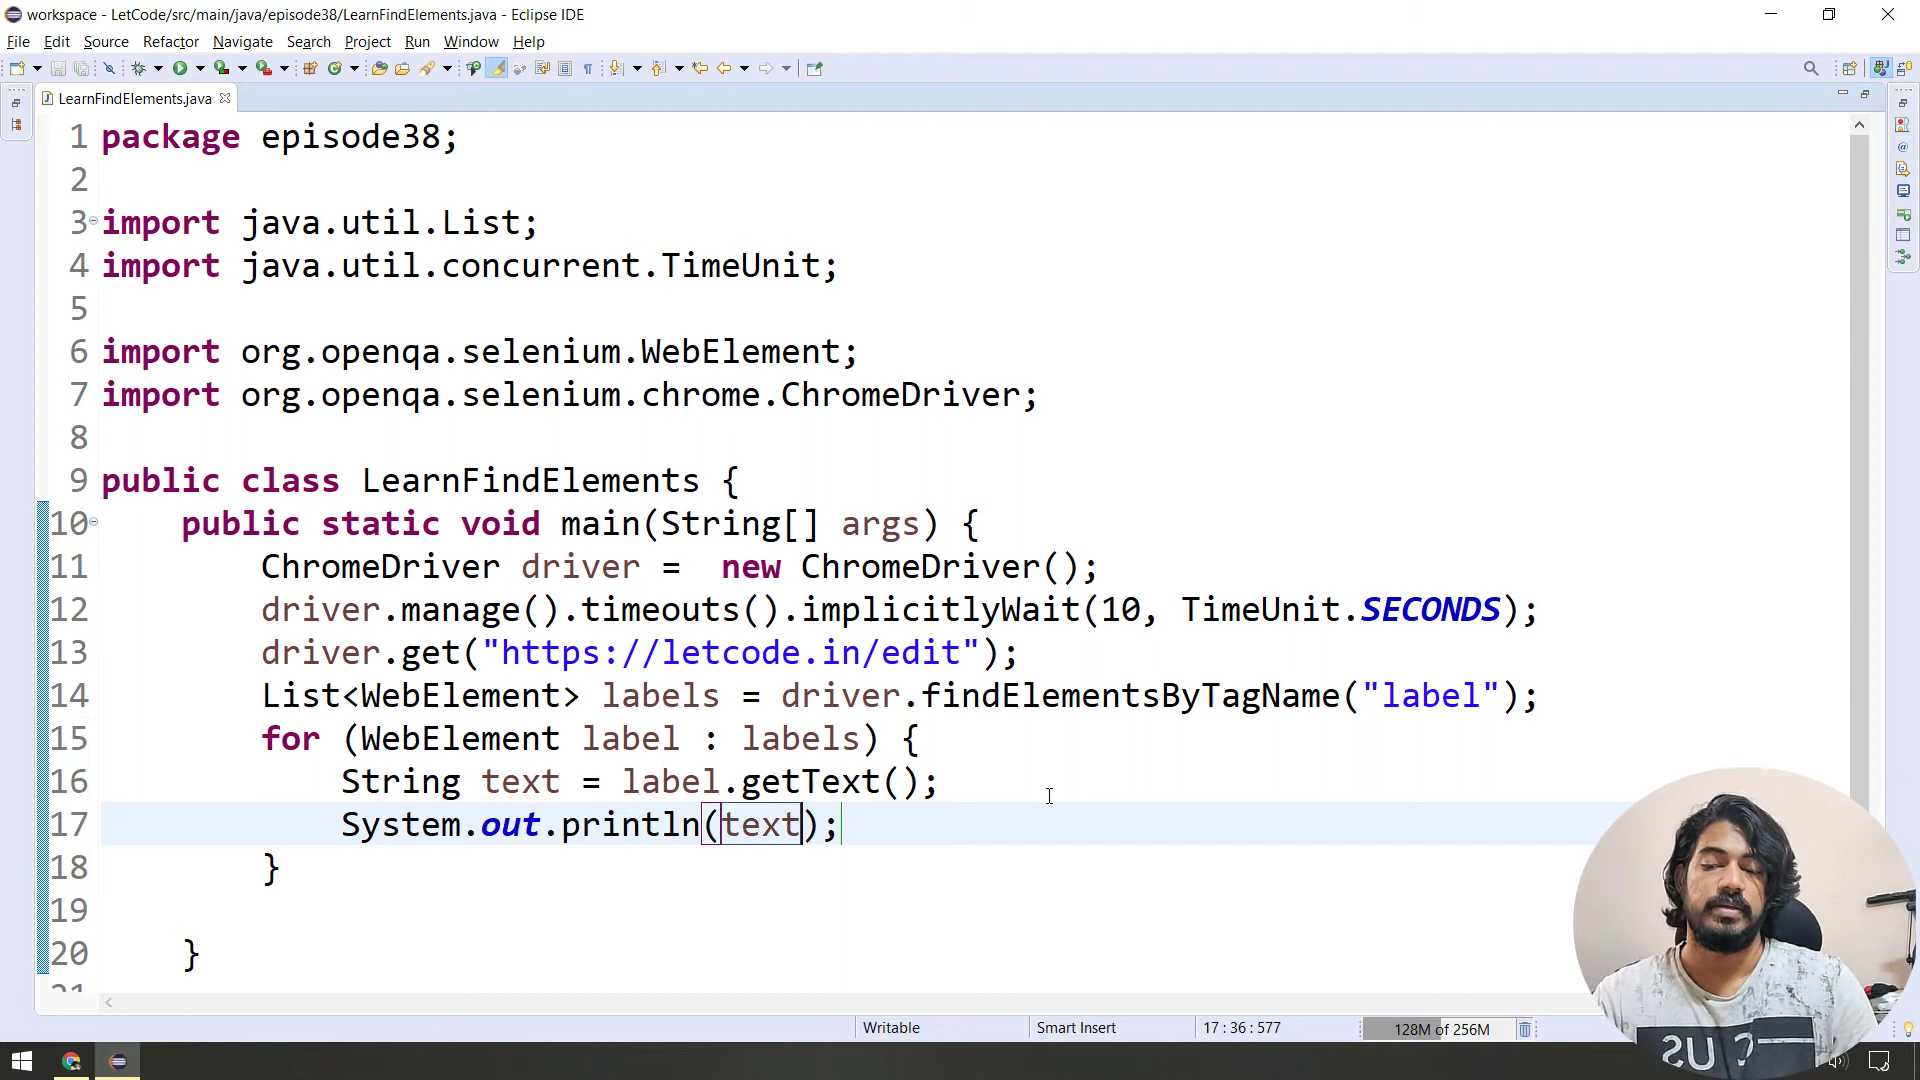 workspace - LetCode/src/main/java/episode38/LearnFindElements.java - Eclipse IDE
File Edit Source Refactor Navigate Search Project Run Window Help
LearnFindElements.java
1 package episode38;
2
3 import java.util.List;
4 import java.util.concurrent.TimeUnit;
5
6 import org.openqa.selenium.WebElement;
7 import org.openqa.selenium.chrome.ChromeDriver;
8
9 public class LearnFindElements {
10 public static void main(String[] args) {
11 ChromeDriver driver =  new ChromeDriver();
12 driver.manage().timeouts().implicitlyWait(10, TimeUnit.SECONDS);
13 driver.get("https://letcode.in/edit");
14 List<WebElement> labels = driver.findElementsByTagName("label");
15 for (WebElement label : labels) {
16 String text = label.getText();
17 System.out.println(text);
18 }
19
20 }
21
Writable Smart Insert 17 : 36 : 577 128M of 256M